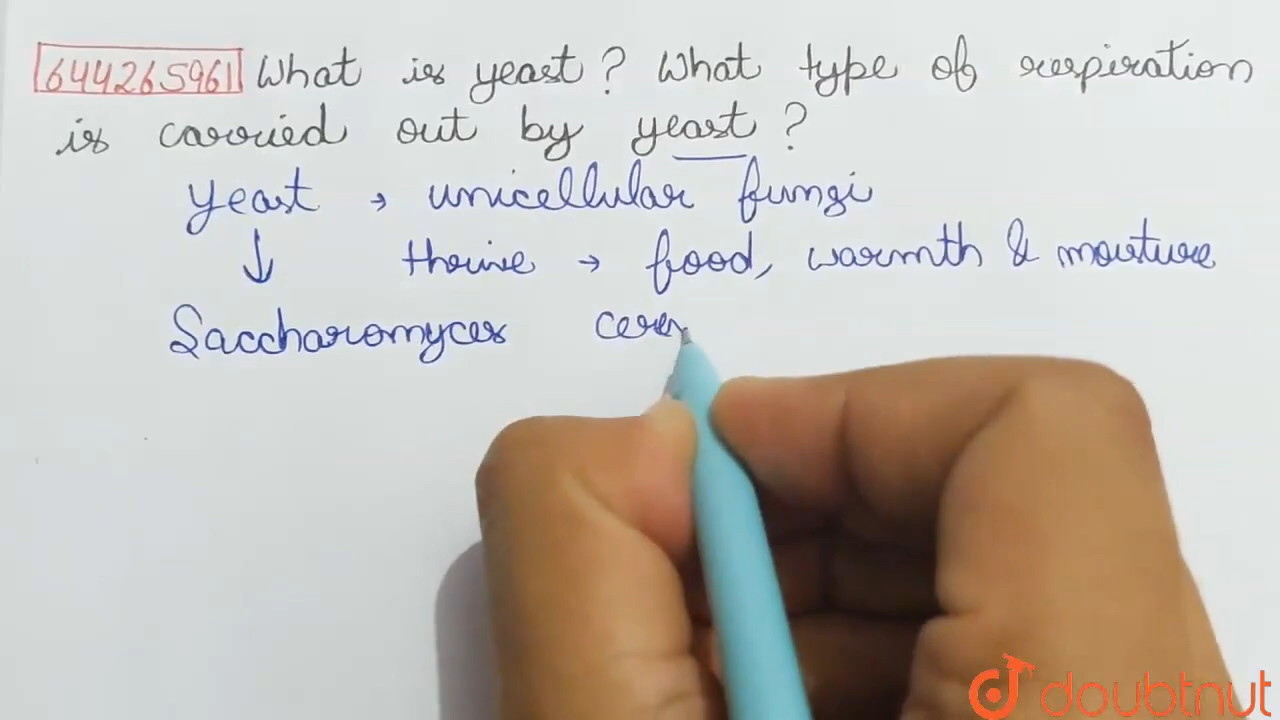 644265961 What is yeast? What type of respiration
is carried out by yeast?
yeast → unicellular fungi
↓ thrive → food, warmth & moisture
Saccharomyces cerev
doubtnut